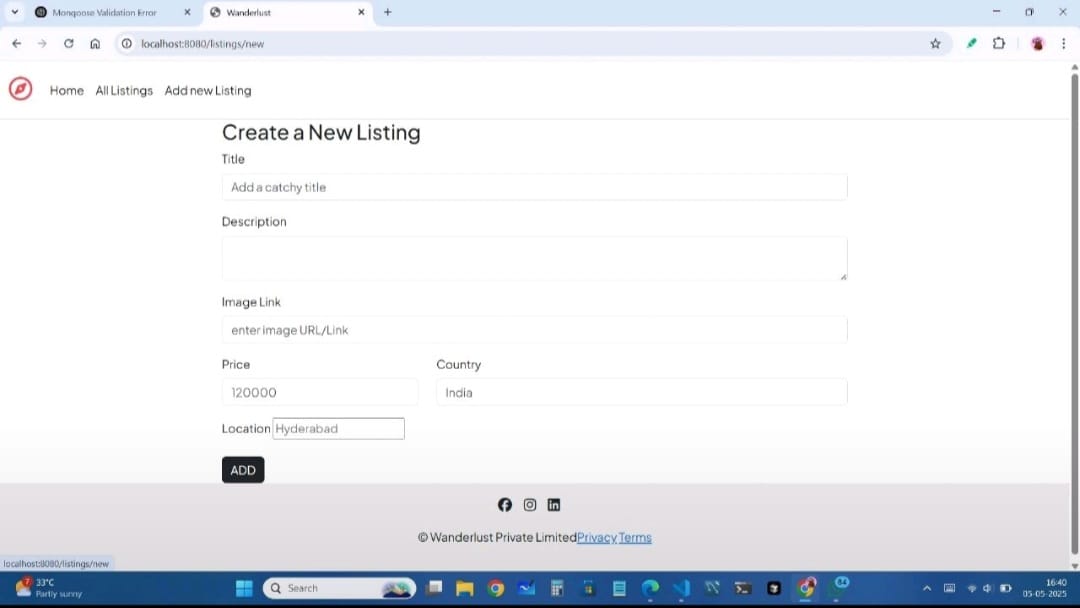 Mongoose Validation Error
Wanderlust
localhost:8080/listings/new
Home All Listings Add new Listing
Create a New Listing
Title
Add a catchy title
Description
Image Link
enter image URL/Link
Price Country
120000 India
Location Hyderabad
ADD
© Wanderlust Private LimitedPrivacy Terms
localhost:8080/listings/new
7
33°C
Partly sunny
Search
64
16:40
05-05-2025